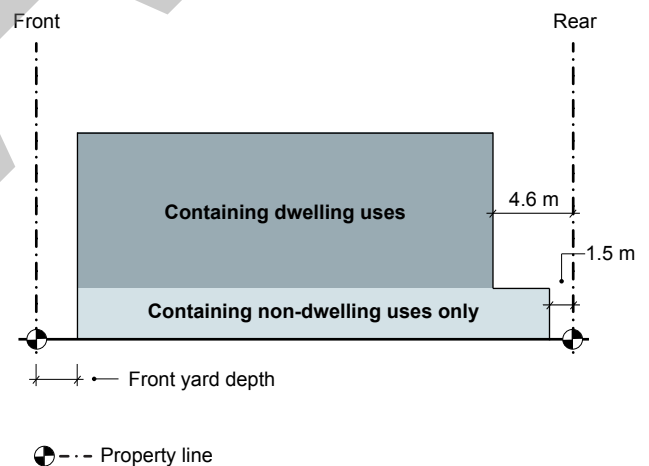 Front
Rear
Containing dwelling uses
4.6 m
1.5 m
Containing non-dwelling uses only
Front yard depth
Property line